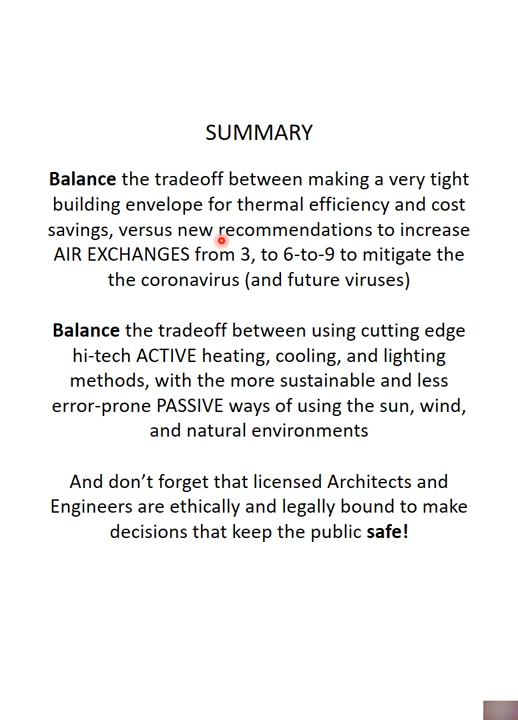 SUMMARY
Balance the tradeoff between making a very tight
building envelope for thermal efficiency and cost
savings, versus new recommendations to increase
AIR EXCHANGES from 3, to 6-to-9 to mitigate the
the coronavirus (and future viruses)
Balance the tradeoff between using cutting edge
hi-tech ACTIVE heating, cooling, and lighting
methods, with the more sustainable and less
error-prone PASSIVE ways of using the sun, wind,
and natural environments
And don’t forget that licensed Architects and
Engineers are ethically and legally bound to make
decisions that keep the public safe!